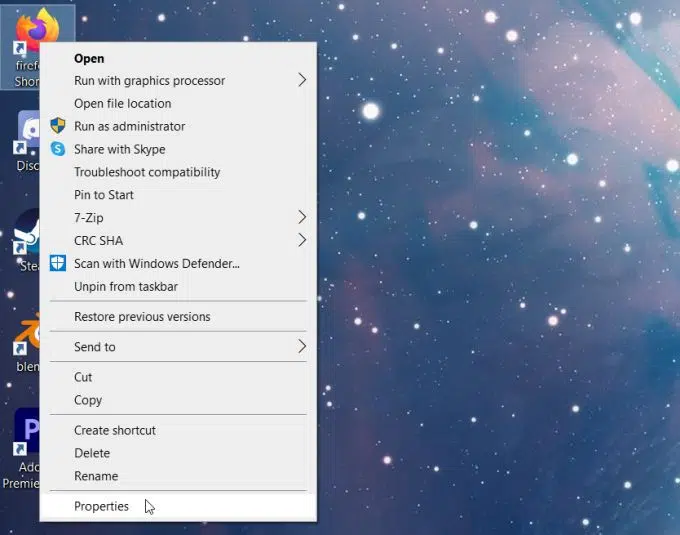 Open
Run with graphics processor
Open file location
Run as administrator
Share with Skype
Troubleshoot compatibility
Pin to Start
7-Zip
CRC SHA
Scan with Windows Defender...
Unpin from taskbar
Restore previous versions
Send to
Cut
Copy
Create shortcut
Delete
Rename
Properties
firef
Shor
Disc
Stea
blen
P
Ado
Premie